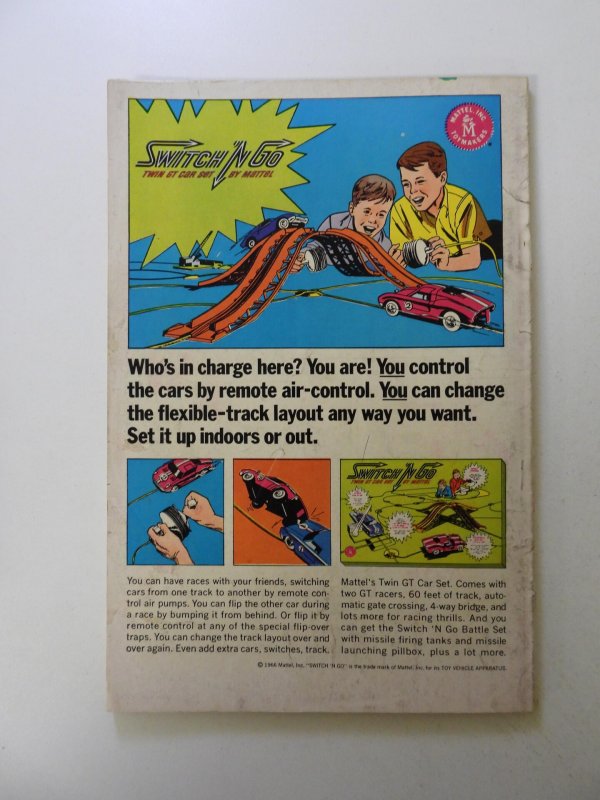 SWITCH 'N GO
TWIN GT CAR SET BY MATTEL
MATTEL, INC.
M
TOYMAKERS
2
Who's in charge here? You are! You control
the cars by remote air-control. You can change
the flexible-track layout any way you want.
Set it up indoors or out.
SWITCH 'N GO
TWIN GT CAR SET BY MATTEL
You can have races with your friends, switching
cars from one track to another by remote con-
trol air pumps. You can flip the other car during
a race by bumping it from behind. Or flip it by
remote control at any of the special flip-over
traps. You can change the track layout over and
over again. Even add extra cars, switches, track.
Mattel's Twin GT Car Set. Comes with
two GT racers, 60 feet of track, auto-
matic gate crossing, 4-way bridge, and
lots more for racing thrills. And you
can get the Switch 'N Go Battle Set
with missile firing tanks and missile
launching pillbox, plus a lot more.
© 1966 Mattel, Inc. "SWITCH 'N GO" is the trade mark of Mattel, Inc. for its TOY VEHICLE APPARATUS.